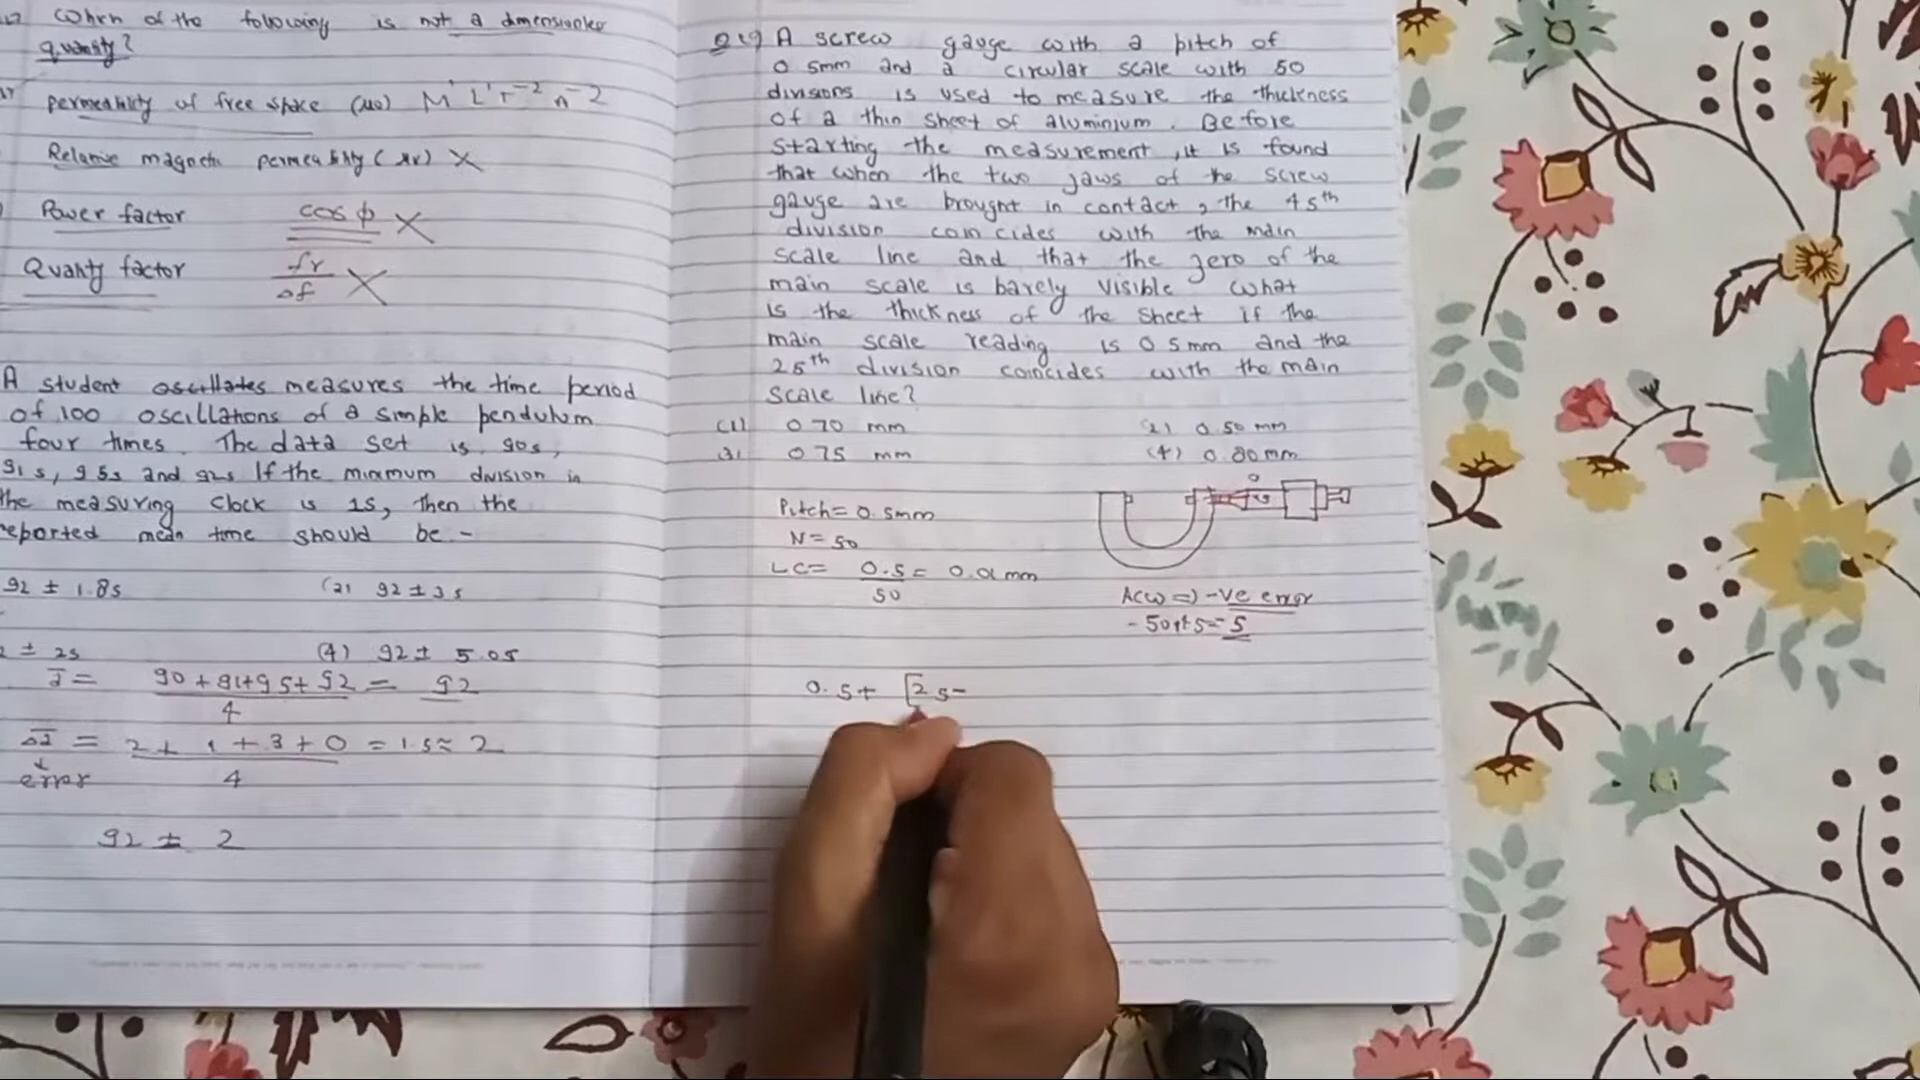 Which of the following is not a dimensionless
quantity?
permeability of free space (μ0) M¹ L¹ T⁻² A⁻2
Relative magnetic permeability (μr) X
Power factor cos ϕ X
Quality factor fr/Δf X
A student oscillates measures the time period
of 100 oscillations of a simple pendulum
four times. The data set is 90s,
91s, 95s and 92s If the minimum division in
the measuring clock is 1s, then the
reported mean time should be -
92 ± 1.8s (2) 92 ± 3s
± 2s (4) 92 ± 5.0s
= 90 + 91 + 95 + 92 / 4 = 92
= 2 + 1 + 3 + 0 / 4 = 1.5 ≈ 2
error
92 ± 2
Q19 A screw gauge with a pitch of
0.5mm and a circular scale with 50
divisions is used to measure the thickness
of a thin sheet of aluminium. Before
starting the measurement, it is found
that when the two jaws of the screw
gauge are brought in contact, the 45th
division coincides with the main
scale line and that the zero of the
main scale is barely visible What
is the thickness of the sheet if the
main scale reading is 0.5mm and the
25th division coincides with the main
scale line?
(1) 0.70 mm (2) 0.50 mm
(3) 0.75 mm (4) 0.80mm
Pitch = 0.5mm
N = 50
LC = 0.5/50 = 0.01mm
ACW => -ve error
0.5 + [25 -